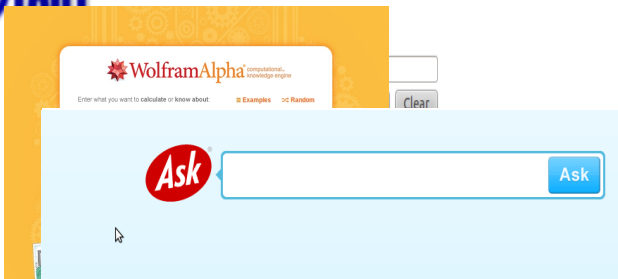 WolframAlpha computational... knowledge engine
Enter what you want to calculate or know about: Examples Random
Clear
Ask Ask